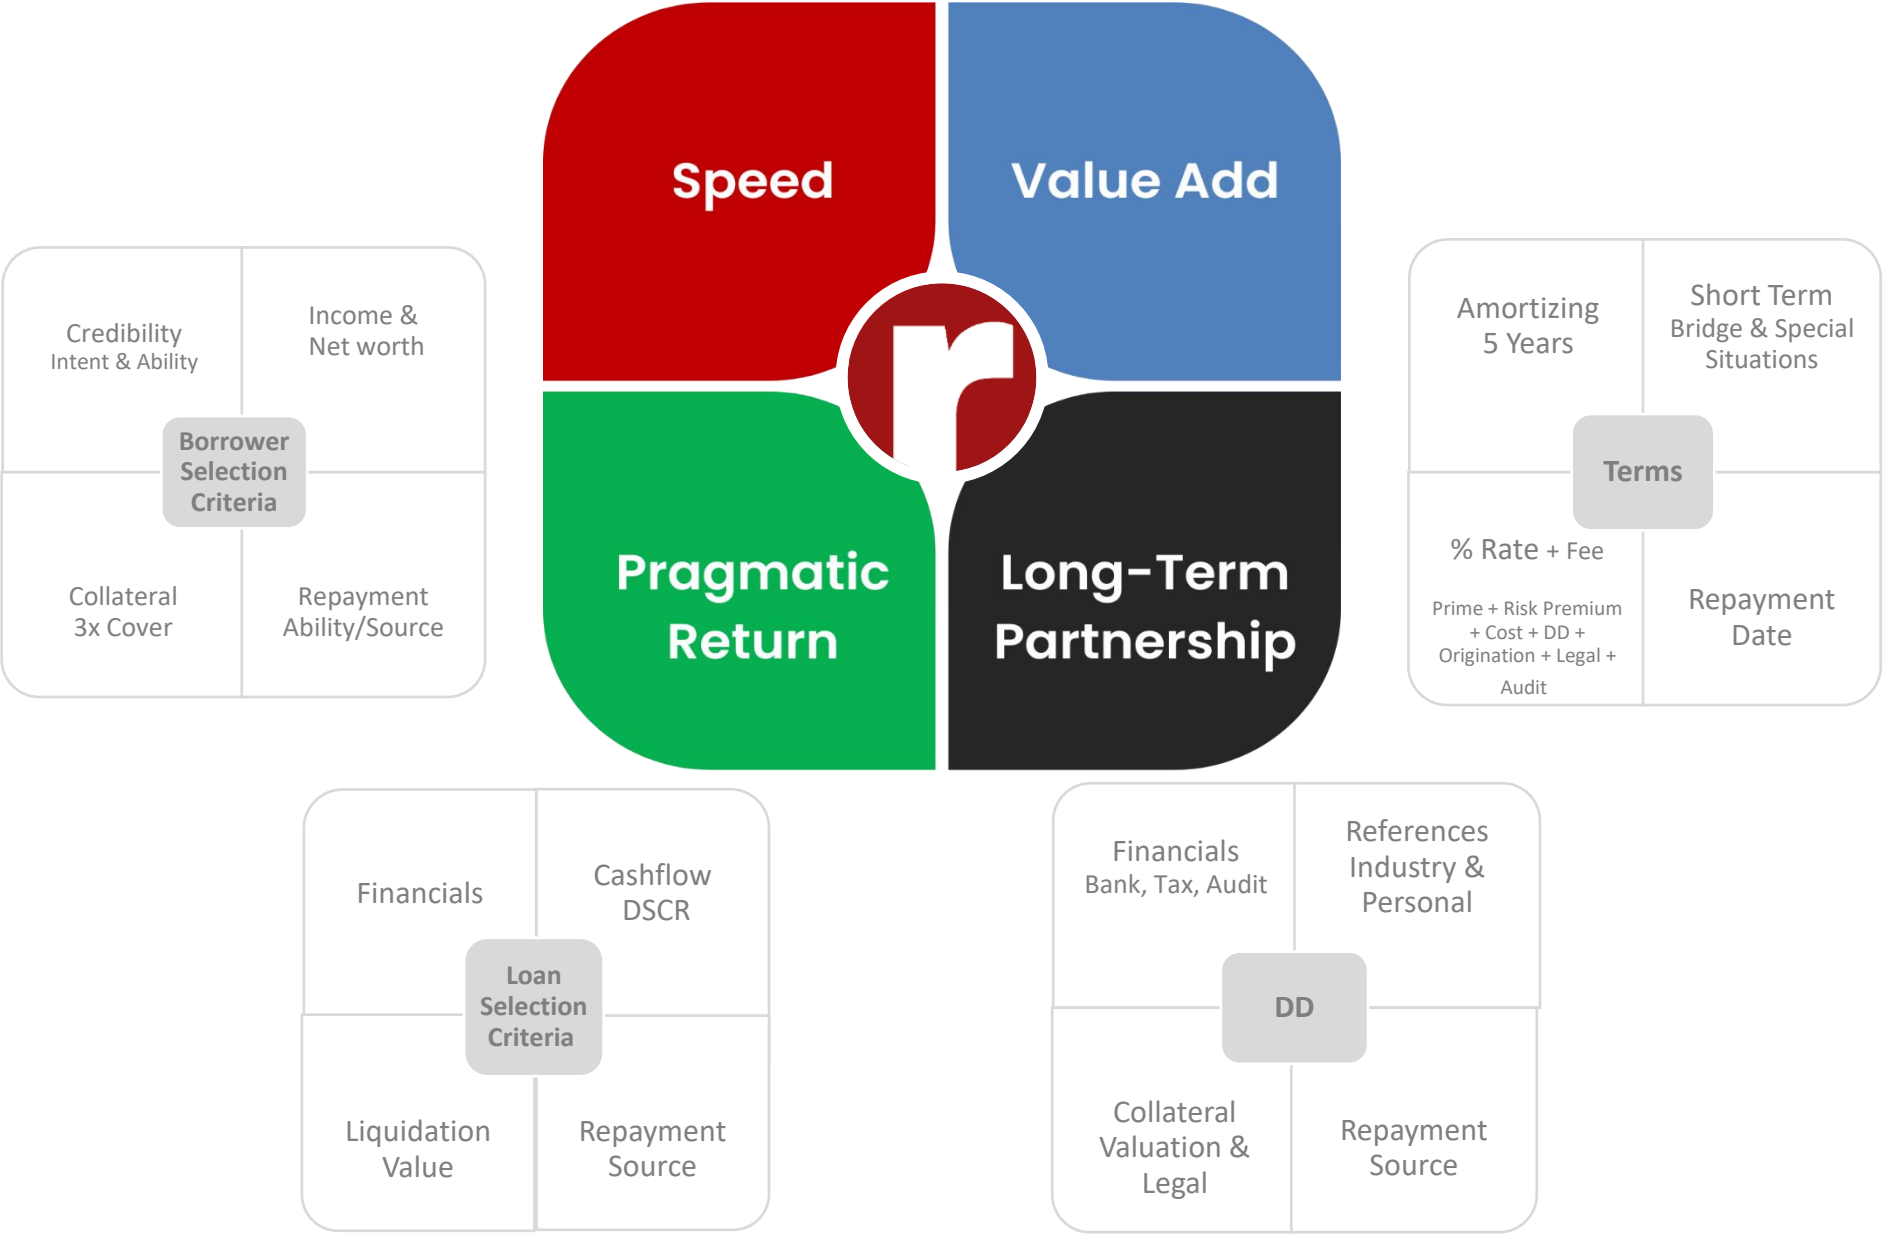 Speed
Value Add
r
Pragmatic
Return
Long-Term
Partnership
Credibility
Intent & Ability
Income &
Net worth
Borrower
Selection
Criteria
Collateral
3x Cover
Repayment
Ability/Source
Amortizing
5 Years
Short Term
Bridge & Special
Situations
Terms
% Rate + Fee
Prime + Risk Premium
+ Cost + DD +
Origination + Legal +
Audit
Repayment
Date
Financials
Cashflow
DSCR
Loan
Selection
Criteria
Liquidation
Value
Repayment
Source
Financials
Bank, Tax, Audit
References
Industry &
Personal
DD
Collateral
Valuation &
Legal
Repayment
Source